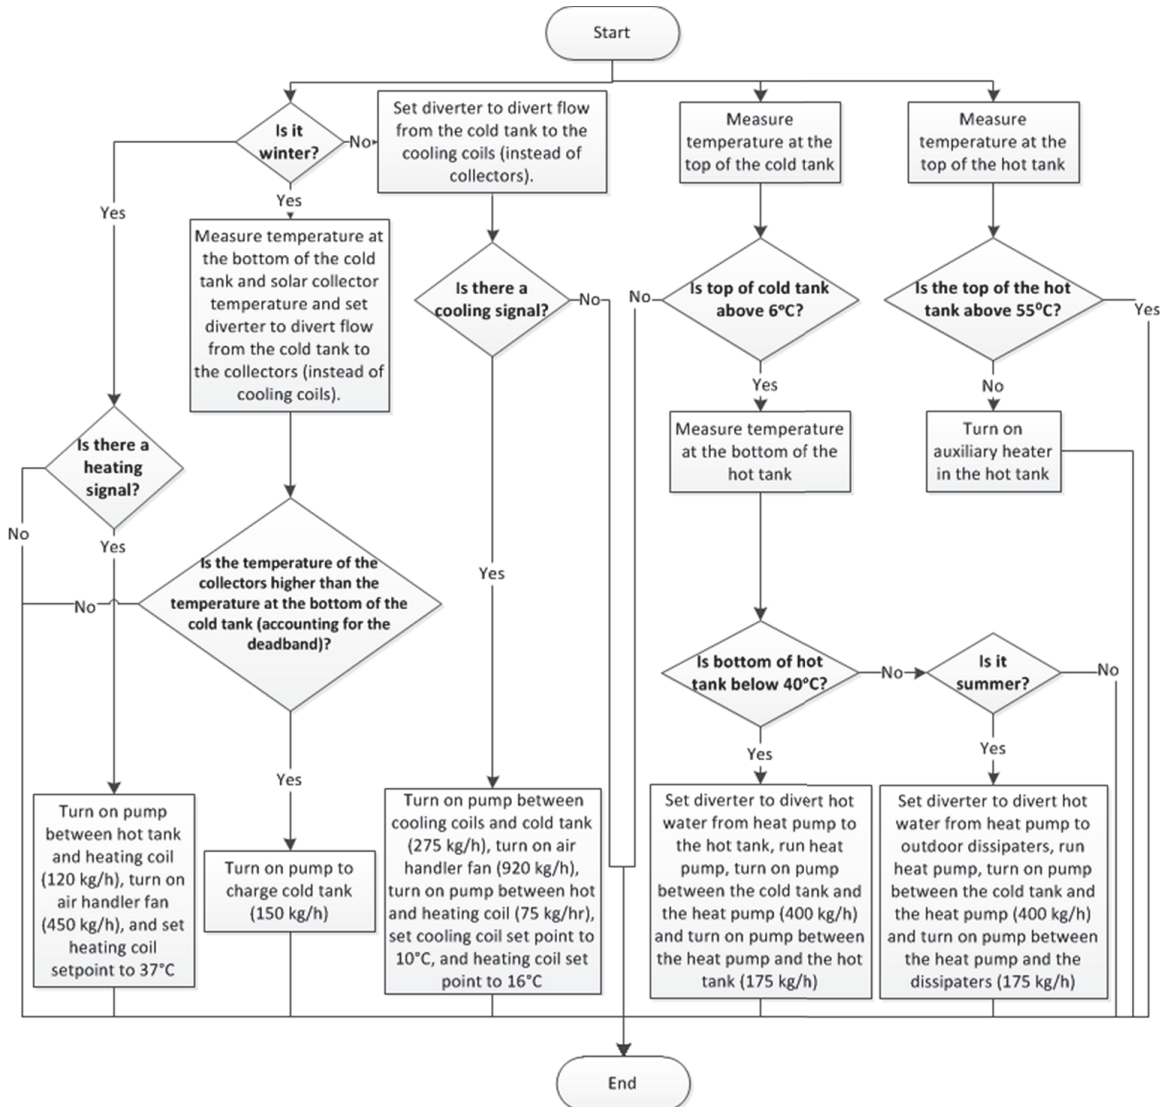 Start
Is it
winter?
No
Yes
Yes
Set diverter to divert flow
from the cold tank to the
cooling coils (instead of
collectors).
Measure
temperature at the
top of the cold tank
Measure
temperature at the
top of the hot tank
Measure temperature at
the bottom of the cold
tank and solar collector
temperature and set
diverter to divert flow
from the cold tank to
the collectors (instead of
cooling coils).
Is there a
cooling signal?
No
Yes
No
Is top of cold tank
above 6°C?
Yes
Is the top of the hot
tank above 55⁰C?
Yes
No
Measure temperature
at the bottom of the
hot tank
Turn on
auxiliary heater
in the hot tank
Is there a
heating
signal?
No
Yes
Is the temperature of the
collectors higher than the
temperature at the bottom of the
cold tank (accounting for the
deadband)?
No
Yes
Is bottom of hot
tank below 40°C?
No
Yes
Is it
summer?
No
Yes
Turn on pump
between hot tank
and heating coil
(120 kg/h), turn on
air handler fan
(450 kg/h), and set
heating coil
setpoint to 37°C
Turn on pump to
charge cold tank
(150 kg/h)
Turn on pump between
cooling coils and cold tank
(275 kg/h), turn on air
handler fan (920 kg/h),
turn on pump between hot
and heating coil (75 kg/hr),
set cooling coil set point to
10°C, and heating coil set
point to 16°C
Set diverter to divert hot
water from heat pump to
the hot tank, run heat
pump, turn on pump
between the cold tank and
the heat pump (400 kg/h)
and turn on pump between
the heat pump and the hot
tank (175 kg/h)
Set diverter to divert hot
water from heat pump to
outdoor dissipaters, run
heat pump, turn on pump
between the cold tank and
the heat pump (400 kg/h)
and turn on pump between
the heat pump and the
dissipaters (175 kg/h)
End